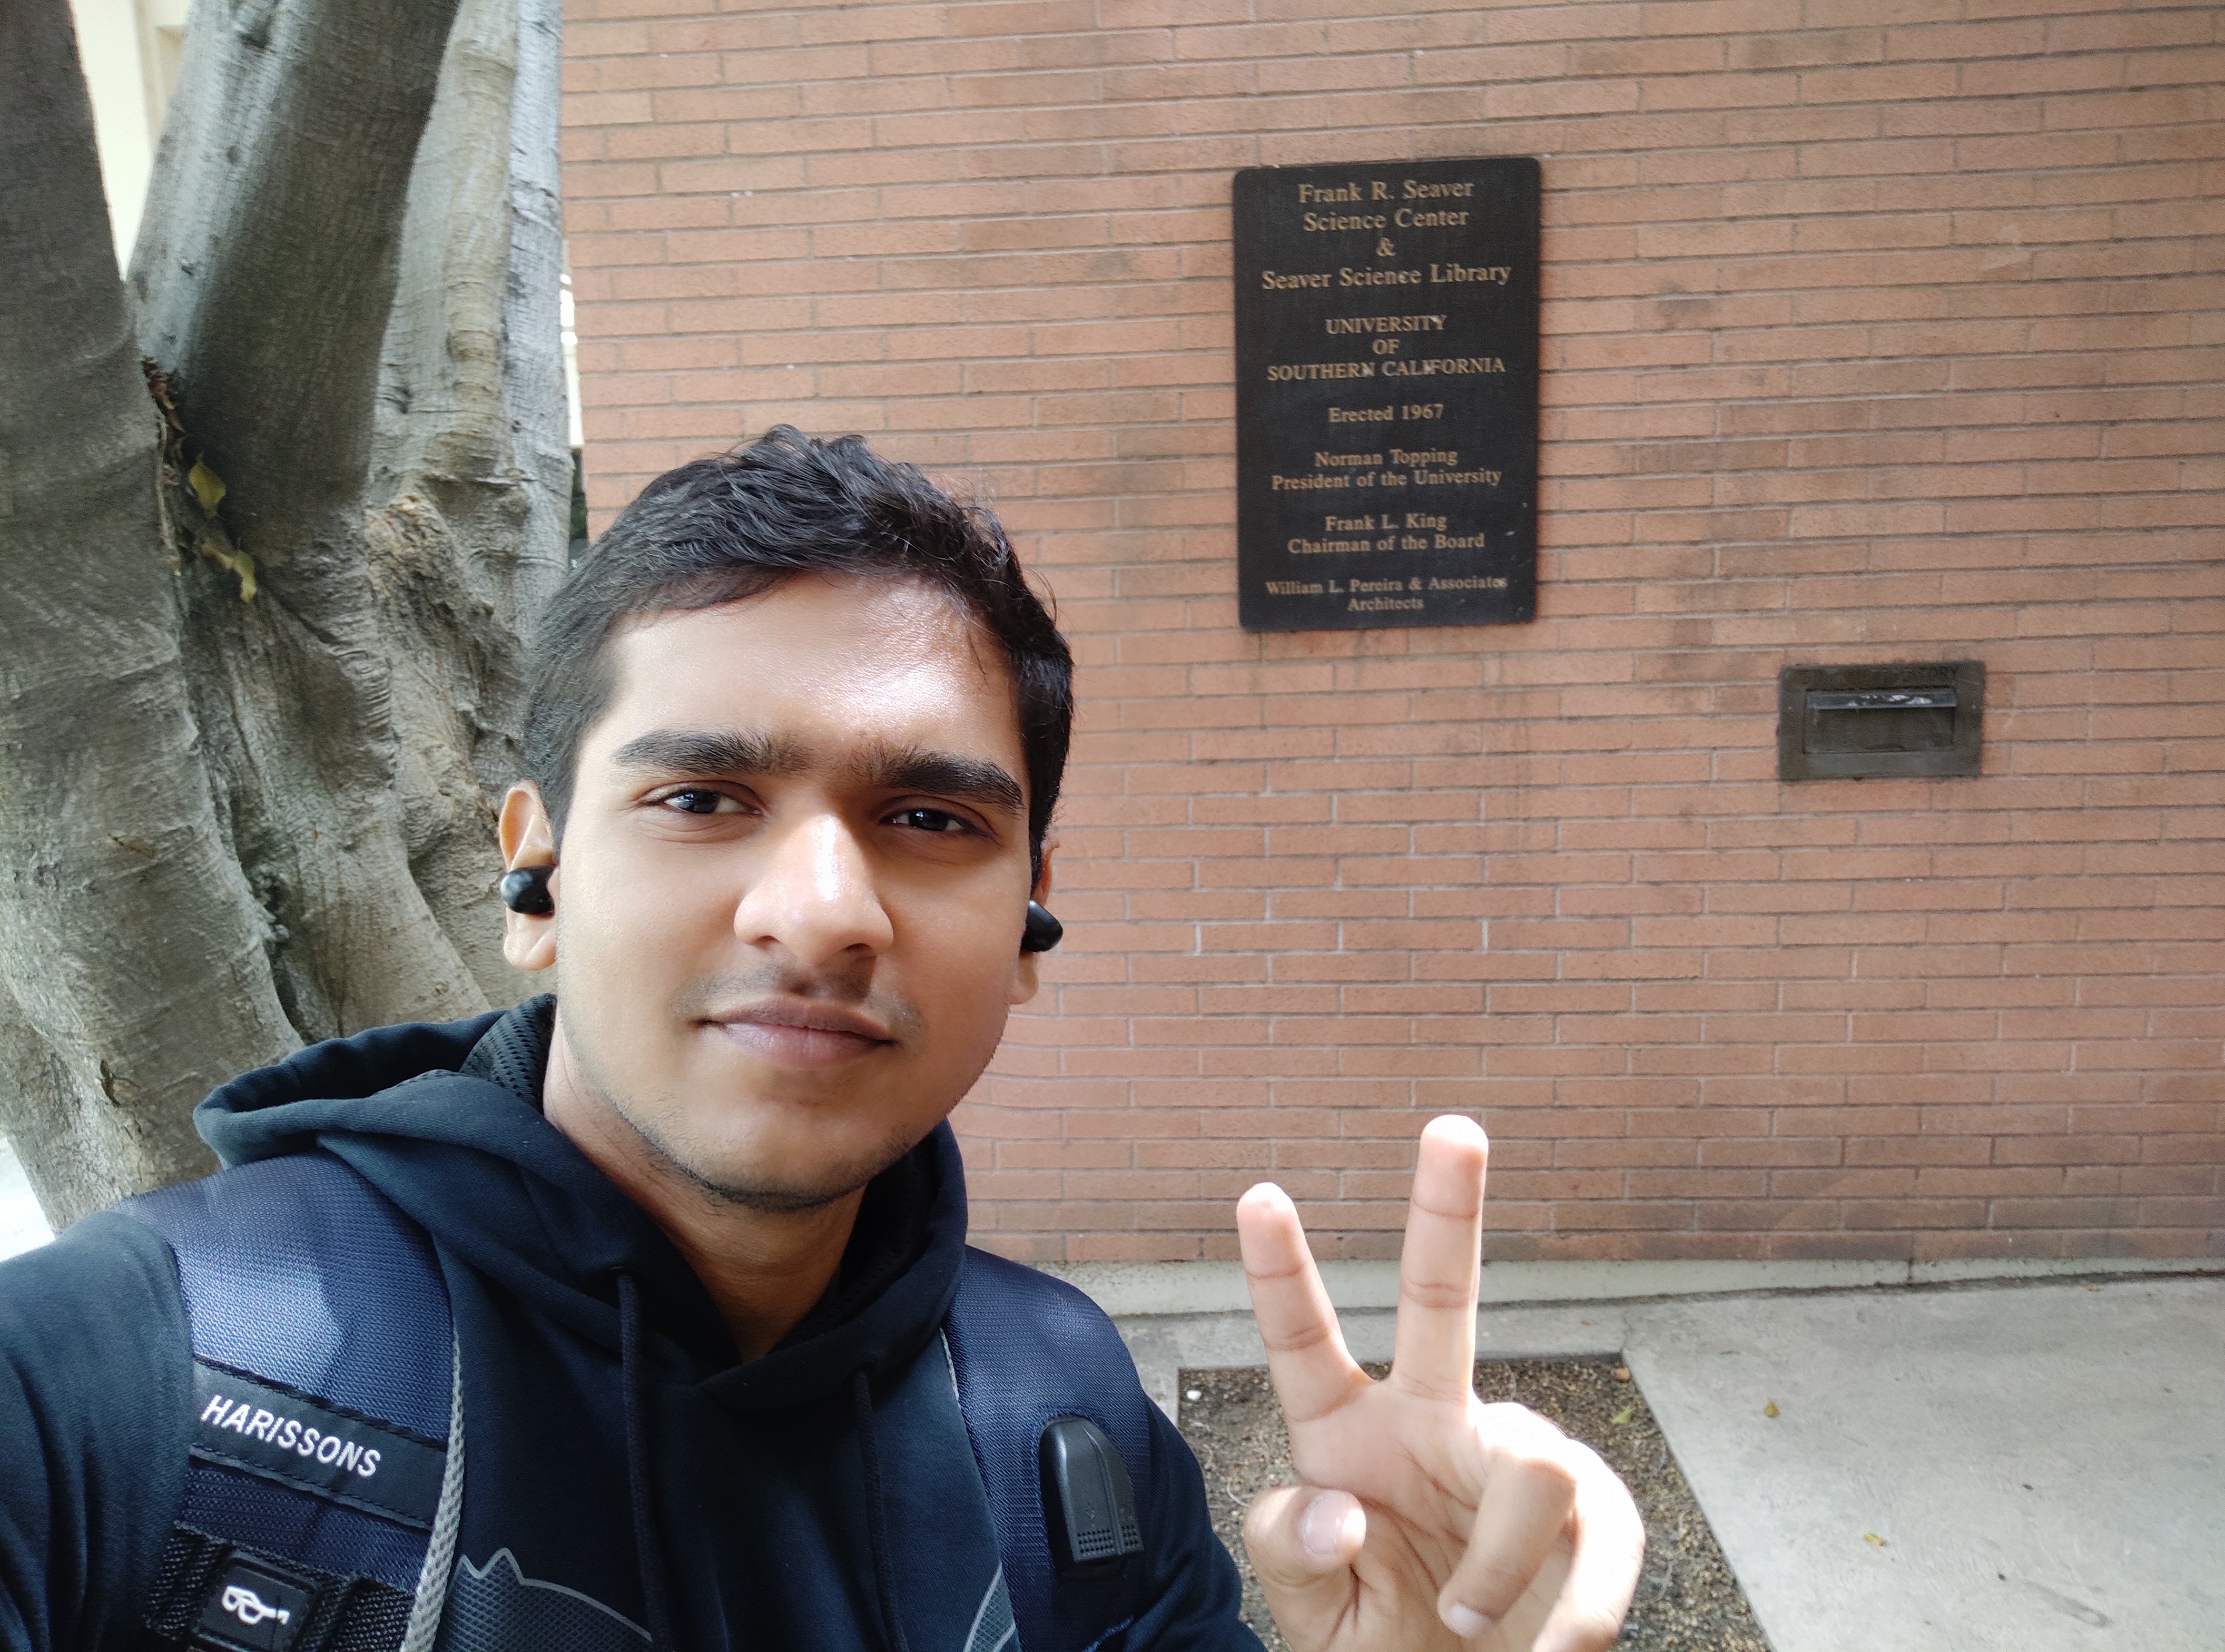 Frank R. Seaver
Science Center
&
Seaver Science Library
UNIVERSITY
OF
SOUTHERN CALIFORNIA
Erected 1967
Norman Topping
President of the University
Frank L. King
Chairman of the Board
William L. Pereira & Associates
Architects
HARISSONS